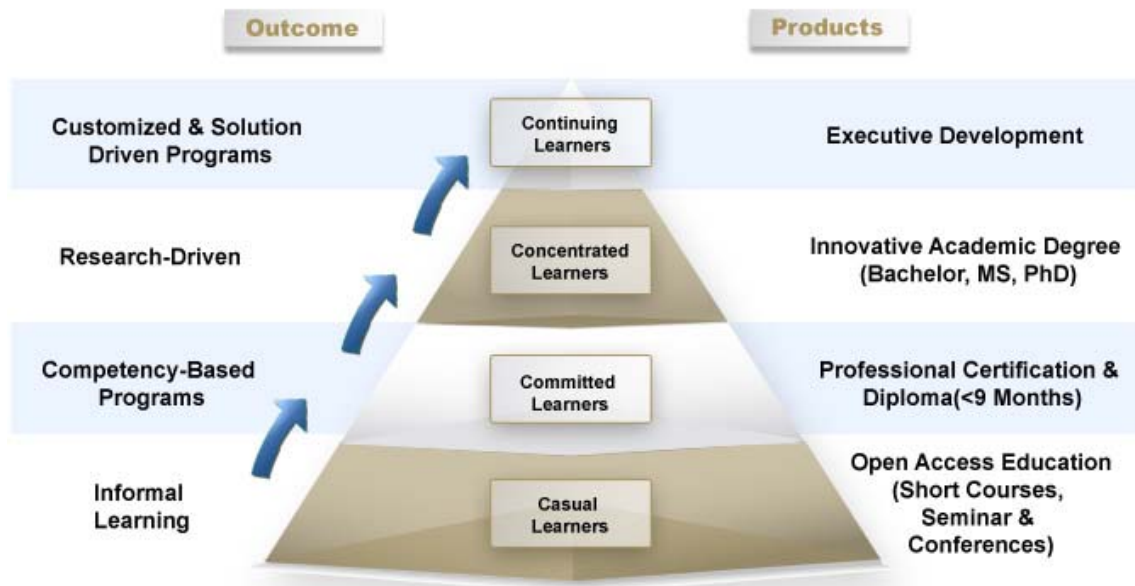 Outcome
Products
Customized & Solution
Driven Programs
Continuing
Learners
Executive Development
Research-Driven
Concentrated
Learners
Innovative Academic Degree
(Bachelor, MS, PhD)
Competency-Based
Programs
Committed
Learners
Professional Certification &
Diploma(<9 Months)
Informal
Learning
Casual
Learners
Open Access Education
(Short Courses,
Seminar &
Conferences)